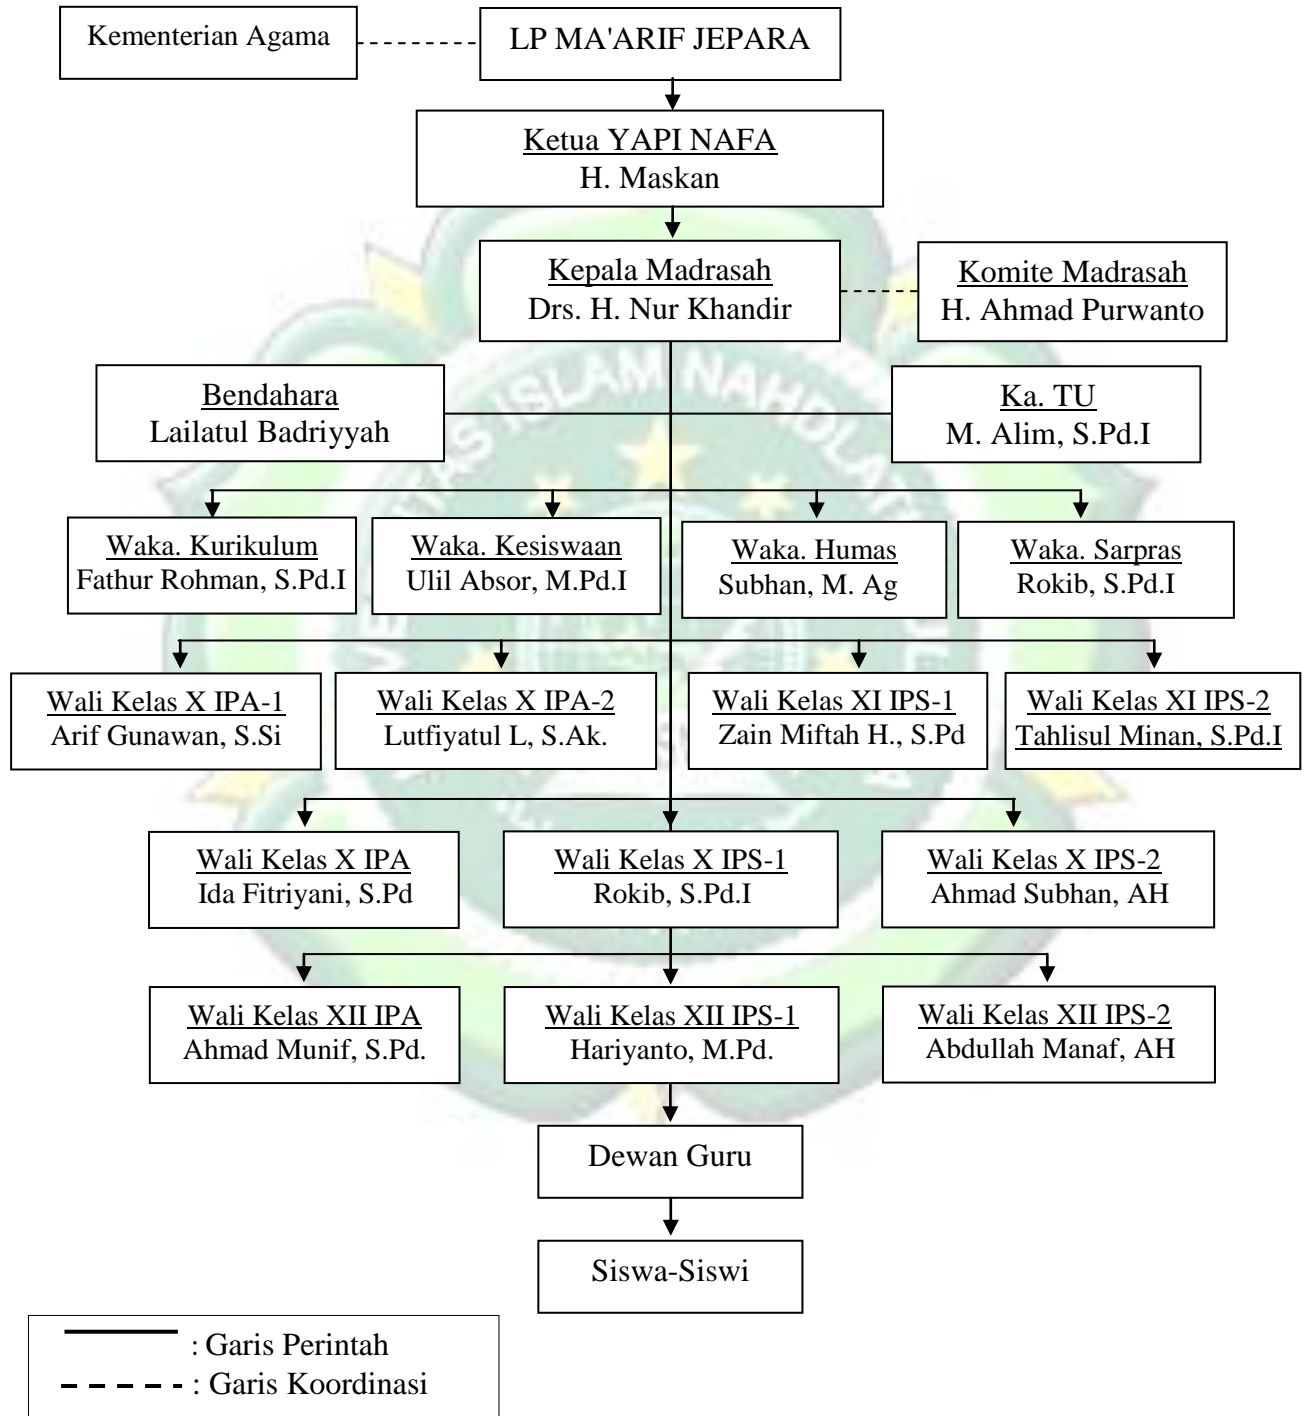 Kementerian Agama
LP MA'ARIF JEPARA
Ketua YAPI NAFA
H. Maskan
Kepala Madrasah
Drs. H. Nur Khandir
Komite Madrasah
H. Ahmad Purwanto
Bendahara
Lailatul Badriyyah
Ka. TU
M. Alim, S.Pd.I
Waka. Kurikulum
Fathur Rohman, S.Pd.I
Waka. Kesiswaan
Ulil Absor, M.Pd.I
Waka. Humas
Subhan, M. Ag
Waka. Sarpras
Rokib, S.Pd.I
Wali Kelas X IPA-1
Arif Gunawan, S.Si
Wali Kelas X IPA-2
Lutfiyatul L, S.Ak.
Wali Kelas XI IPS-1
Zain Miftah H., S.Pd
Wali Kelas XI IPS-2
Tahlisul Minan, S.Pd.I
Wali Kelas X IPA
Ida Fitriyani, S.Pd
Wali Kelas X IPS-1
Rokib, S.Pd.I
Wali Kelas X IPS-2
Ahmad Subhan, AH
Wali Kelas XII IPA
Ahmad Munif, S.Pd.
Wali Kelas XII IPS-1
Hariyanto, M.Pd.
Wali Kelas XII IPS-2
Abdullah Manaf, AH
Dewan Guru
Siswa-Siswi
: Garis Perintah
: Garis Koordinasi
ISLAM